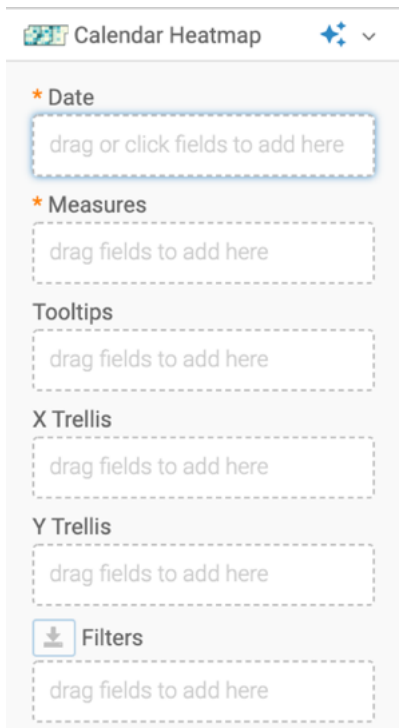 Calendar Heatmap
* Date
drag or click fields to add here
* Measures
drag fields to add here
Tooltips
drag fields to add here
X Trellis
drag fields to add here
Y Trellis
drag fields to add here
Filters
drag fields to add here